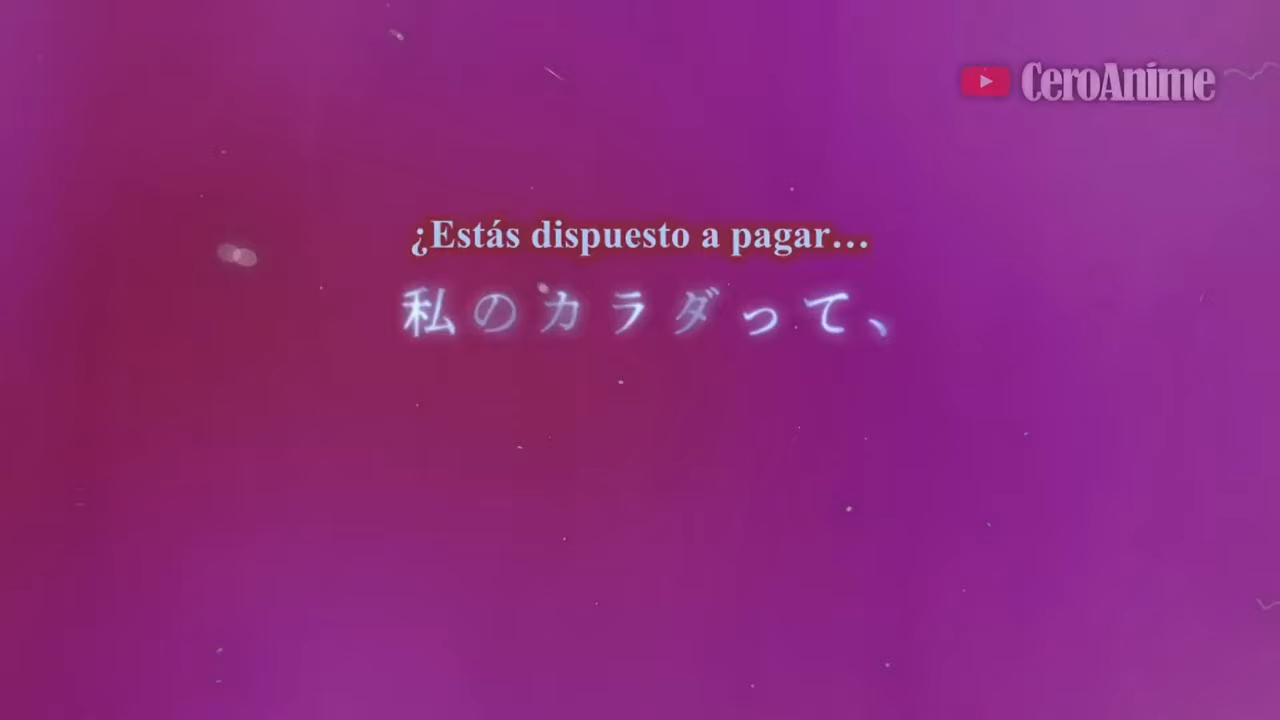 CeroAnime
¿Estás dispuesto a pagar…
私のカラダって、